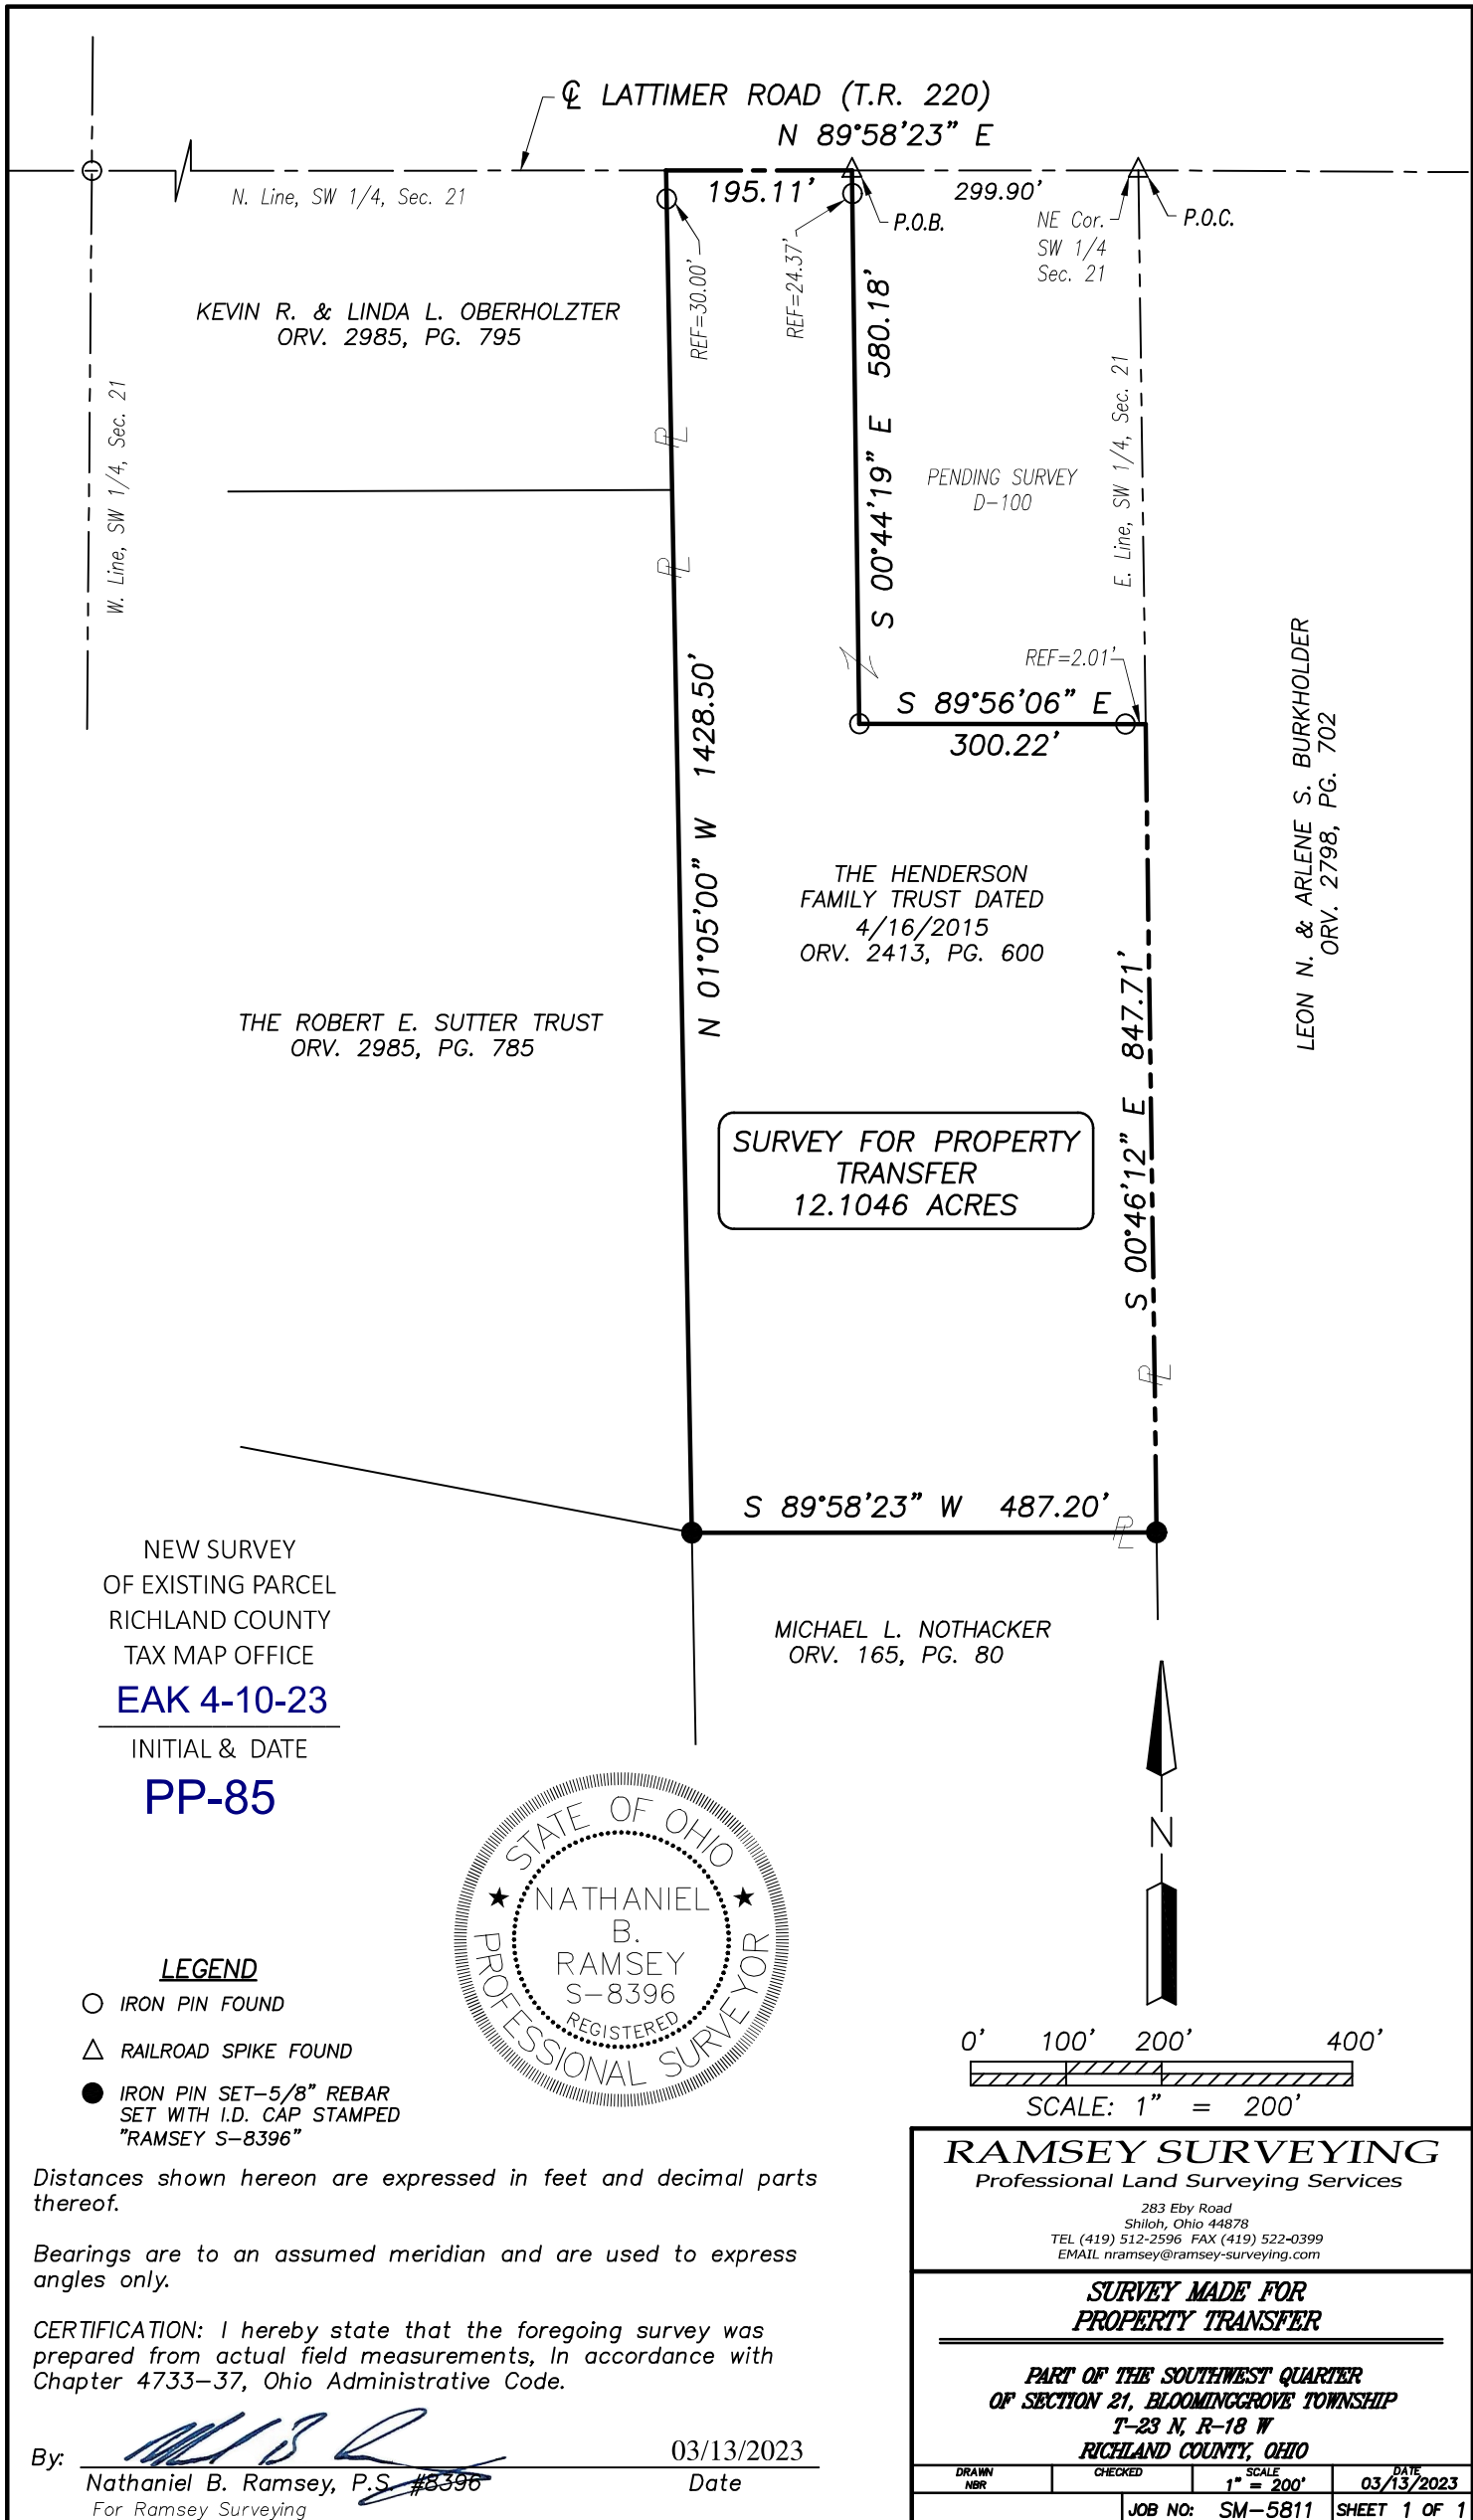 ℄ LATTIMER ROAD (T.R. 220)
N 89°58'23" E
N. Line, SW 1/4, Sec. 21
195.11'
299.90'
P.O.B.
NE Cor.
SW 1/4
Sec. 21
P.O.C.
REF=30.00'
REF=24.37'
KEVIN R. & LINDA L. OBERHOLZTER
ORV. 2985, PG. 795
W. Line, SW 1/4, Sec. 21
S 00°44'19" E 580.18'
PENDING SURVEY
D-100
E. Line, SW 1/4, Sec. 21
PL
PL
REF=2.01'
S 89°56'06" E
300.22'
LEON N. & ARLENE S. BURKHOLDER
ORV. 2798, PG. 702
N 01°05'00" W 1428.50'
THE HENDERSON
FAMILY TRUST DATED
4/16/2015
ORV. 2413, PG. 600
THE ROBERT E. SUTTER TRUST
ORV. 2985, PG. 785
S 00°46'12" E 847.71'
SURVEY FOR PROPERTY
TRANSFER
12.1046 ACRES
PL
S 89°58'23" W 487.20'
PL
NEW SURVEY
OF EXISTING PARCEL
RICHLAND COUNTY
TAX MAP OFFICE
EAK 4-10-23
INITIAL & DATE
PP-85
MICHAEL L. NOTHACKER
ORV. 165, PG. 80
N
STATE OF OHIO
NATHANIEL
B.
RAMSEY
S-8396
REGISTERED
PROFESSIONAL SURVEYOR
LEGEND
IRON PIN FOUND
RAILROAD SPIKE FOUND
IRON PIN SET-5/8" REBAR
SET WITH I.D. CAP STAMPED
"RAMSEY S-8396"
0' 100' 200' 400'
SCALE: 1" = 200'
Distances shown hereon are expressed in feet and decimal parts
thereof.
Bearings are to an assumed meridian and are used to express
angles only.
CERTIFICATION: I hereby state that the foregoing survey was
prepared from actual field measurements, In accordance with
Chapter 4733-37, Ohio Administrative Code.
By: 03/13/2023
Nathaniel B. Ramsey, P.S. #8396 Date
For Ramsey Surveying
RAMSEY SURVEYING
Professional Land Surveying Services
283 Eby Road
Shiloh, Ohio 44878
TEL (419) 512-2596 FAX (419) 522-0399
EMAIL nramsey@ramsey-surveying.com
SURVEY MADE FOR
PROPERTY TRANSFER
PART OF THE SOUTHWEST QUARTER
OF SECTION 21, BLOOMINGGROVE TOWNSHIP
T-23 N, R-18 W
RICHLAND COUNTY, OHIO
DRAWN CHECKED SCALE DATE
NBR 1" = 200' 03/13/2023
JOB NO: SM-5811 SHEET 1 OF 1